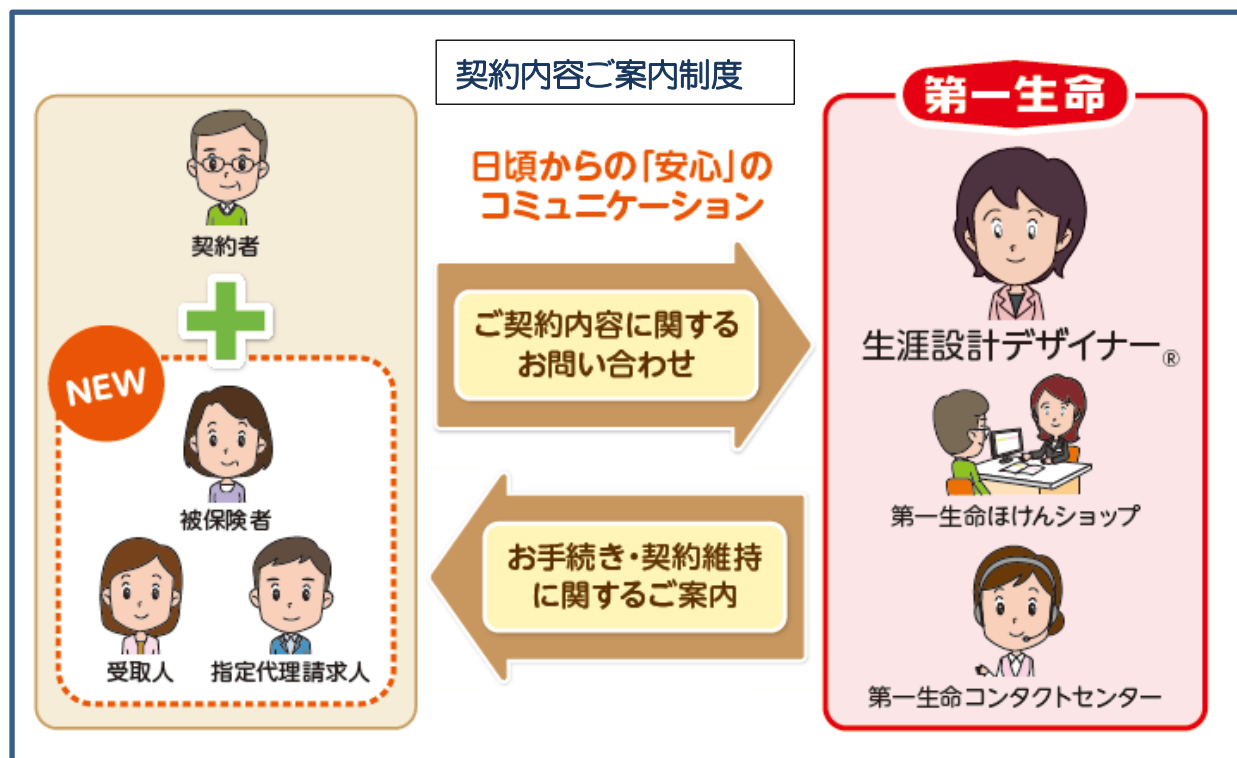 契約内容ご案内制度
契約者
NEW
被保険者
受取人
指定代理請求人
日頃からの「安心」の
コミュニケーション
ご契約内容に関する
お問い合わせ
お手続き・契約維持
に関するご案内
第一生命
生涯設計デザイナー®
第一生命ほけんショップ
第一生命コンタクトセンター